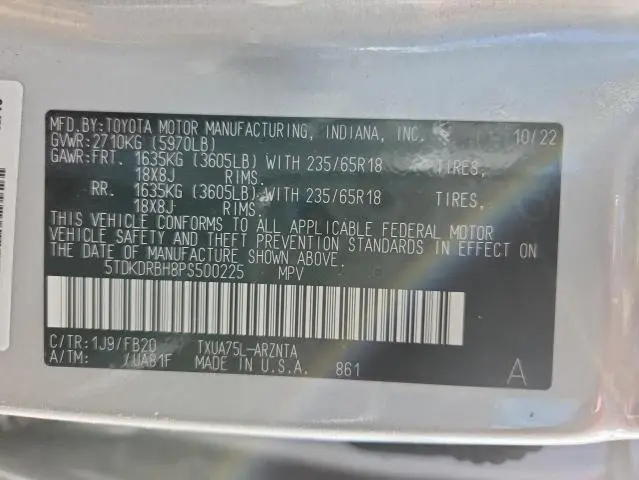 MFD.BY:TOYOTA MOTOR MANUFACTURING, INDIANA, INC. 10/22
GVWR:2710KG (5970LB)
GAWR:FRT. 1635KG (3605LB) WITH 235/65R18 TIRES,
18X8J RIMS.
RR. 1635KG (3605LB) WITH 235/65R18 TIRES,
18X8J RIMS.
THIS VEHICLE CONFORMS TO ALL APPLICABLE FEDERAL MOTOR
VEHICLE SAFETY AND THEFT PREVENTION STANDARDS IN EFFECT ON
THE DATE OF MANUFACTURE SHOWN ABOVE.
5TDKDRBH8PS500225 MPV
C/TR:1J9/FB20 TXUA75L-ARZNTA
A/TM: /UA81F MADE IN U.S.A. 861 A